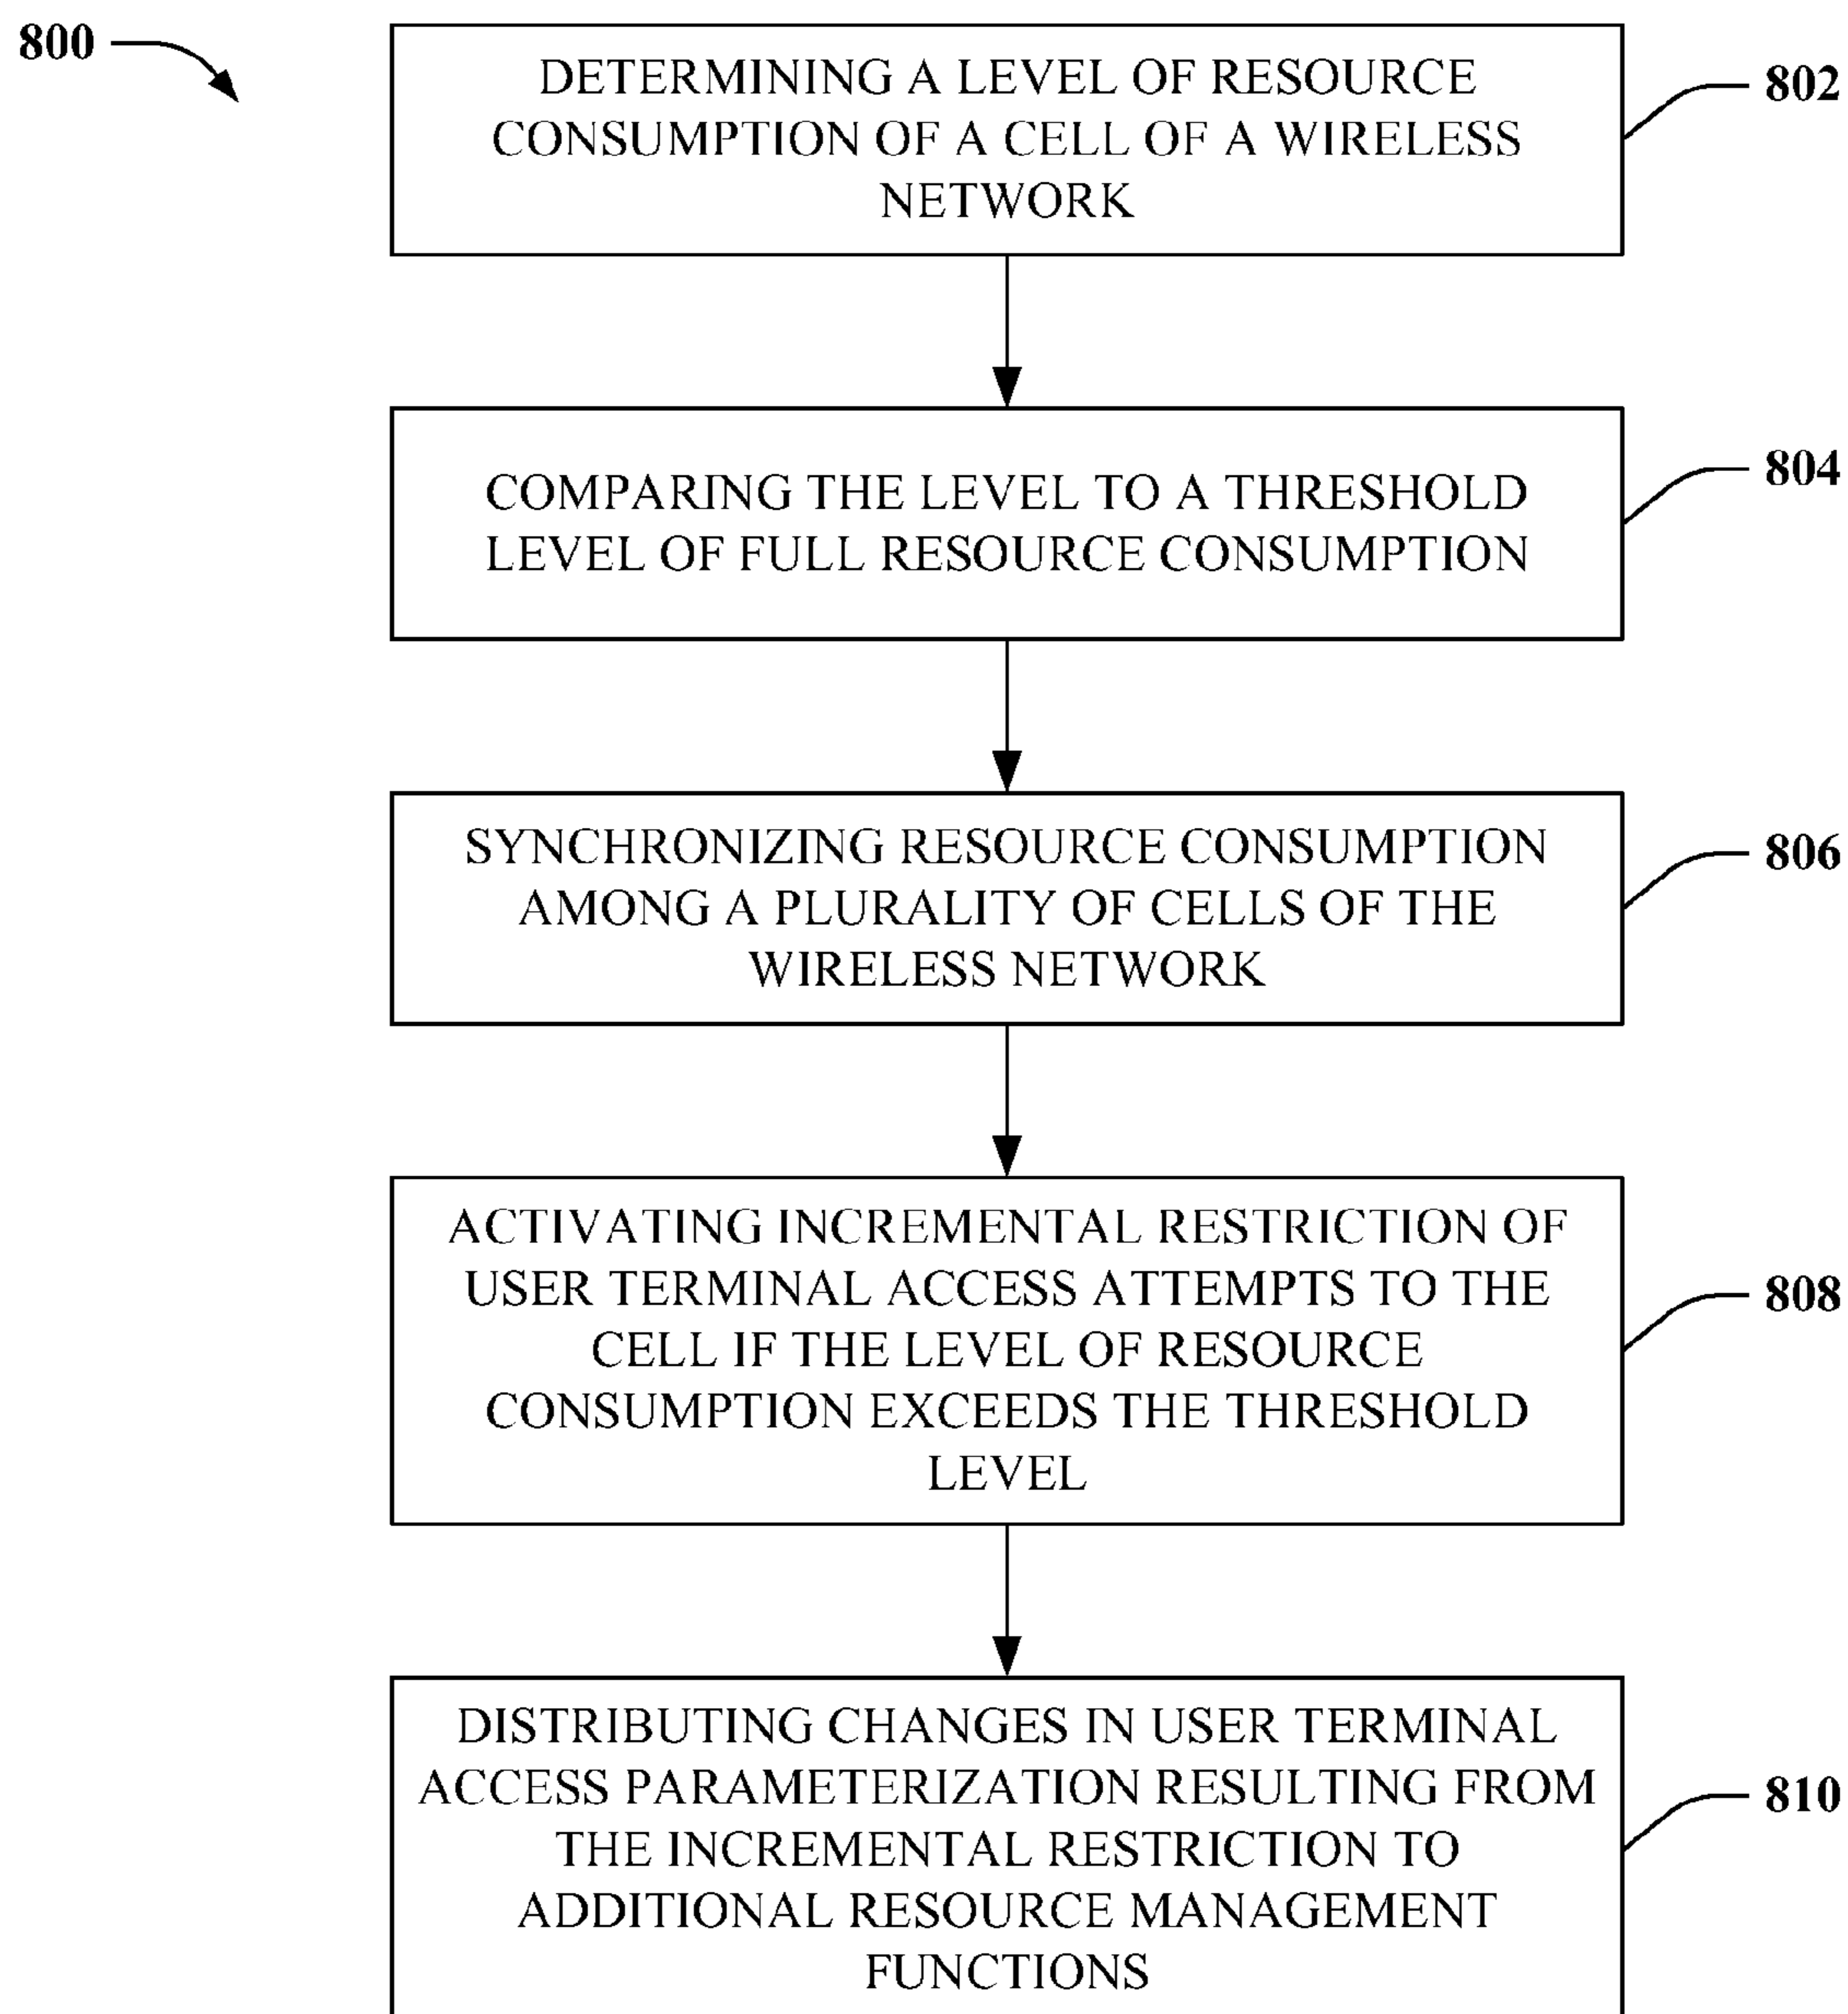 800
DETERMINING A LEVEL OF RESOURCE
CONSUMPTION OF A CELL OF A WIRELESS
NETWORK
802
COMPARING THE LEVEL TO A THRESHOLD
LEVEL OF FULL RESOURCE CONSUMPTION
804
SYNCHRONIZING RESOURCE CONSUMPTION
AMONG A PLURALITY OF CELLS OF THE
WIRELESS NETWORK
806
ACTIVATING INCREMENTAL RESTRICTION OF
USER TERMINAL ACCESS ATTEMPTS TO THE
CELL IF THE LEVEL OF RESOURCE
CONSUMPTION EXCEEDS THE THRESHOLD
LEVEL
808
DISTRIBUTING CHANGES IN USER TERMINAL
ACCESS PARAMETERIZATION RESULTING FROM
THE INCREMENTAL RESTRICTION TO
ADDITIONAL RESOURCE MANAGEMENT
FUNCTIONS
810